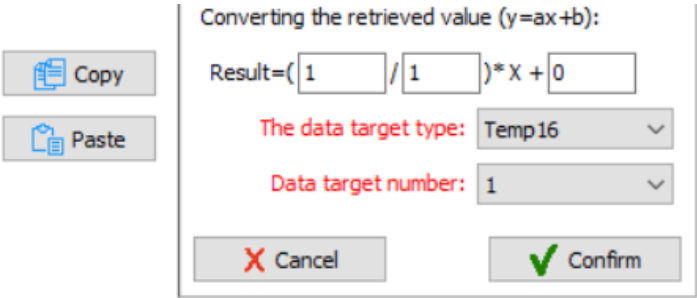 Converting the retrieved value (y=ax+b):
Copy
Result=( 1 / 1 )* X + 0
Paste
The data target type: Temp16
Data target number: 1
Cancel
Confirm